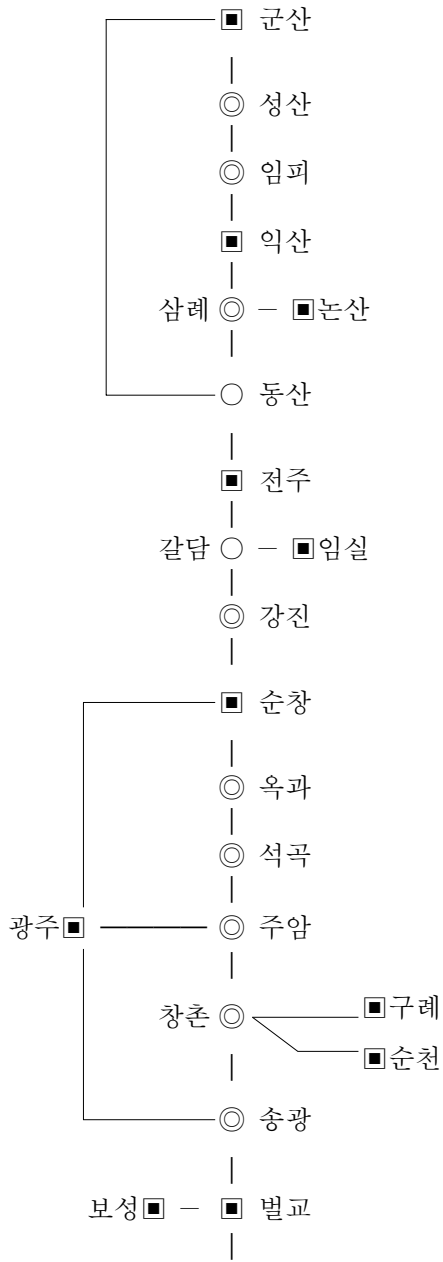 ▣ 군산
◎ 성산
◎ 임피
▣ 익산
삼례 ◎ － ▣논산
○ 동산
▣ 전주
갈담 ○ － ▣임실
◎ 강진
▣ 순창
◎ 옥과
◎ 석곡
광주▣ ◎ 주암
창촌 ◎ ▣구례
▣순천
◎ 송광
보성▣ － ▣ 벌교